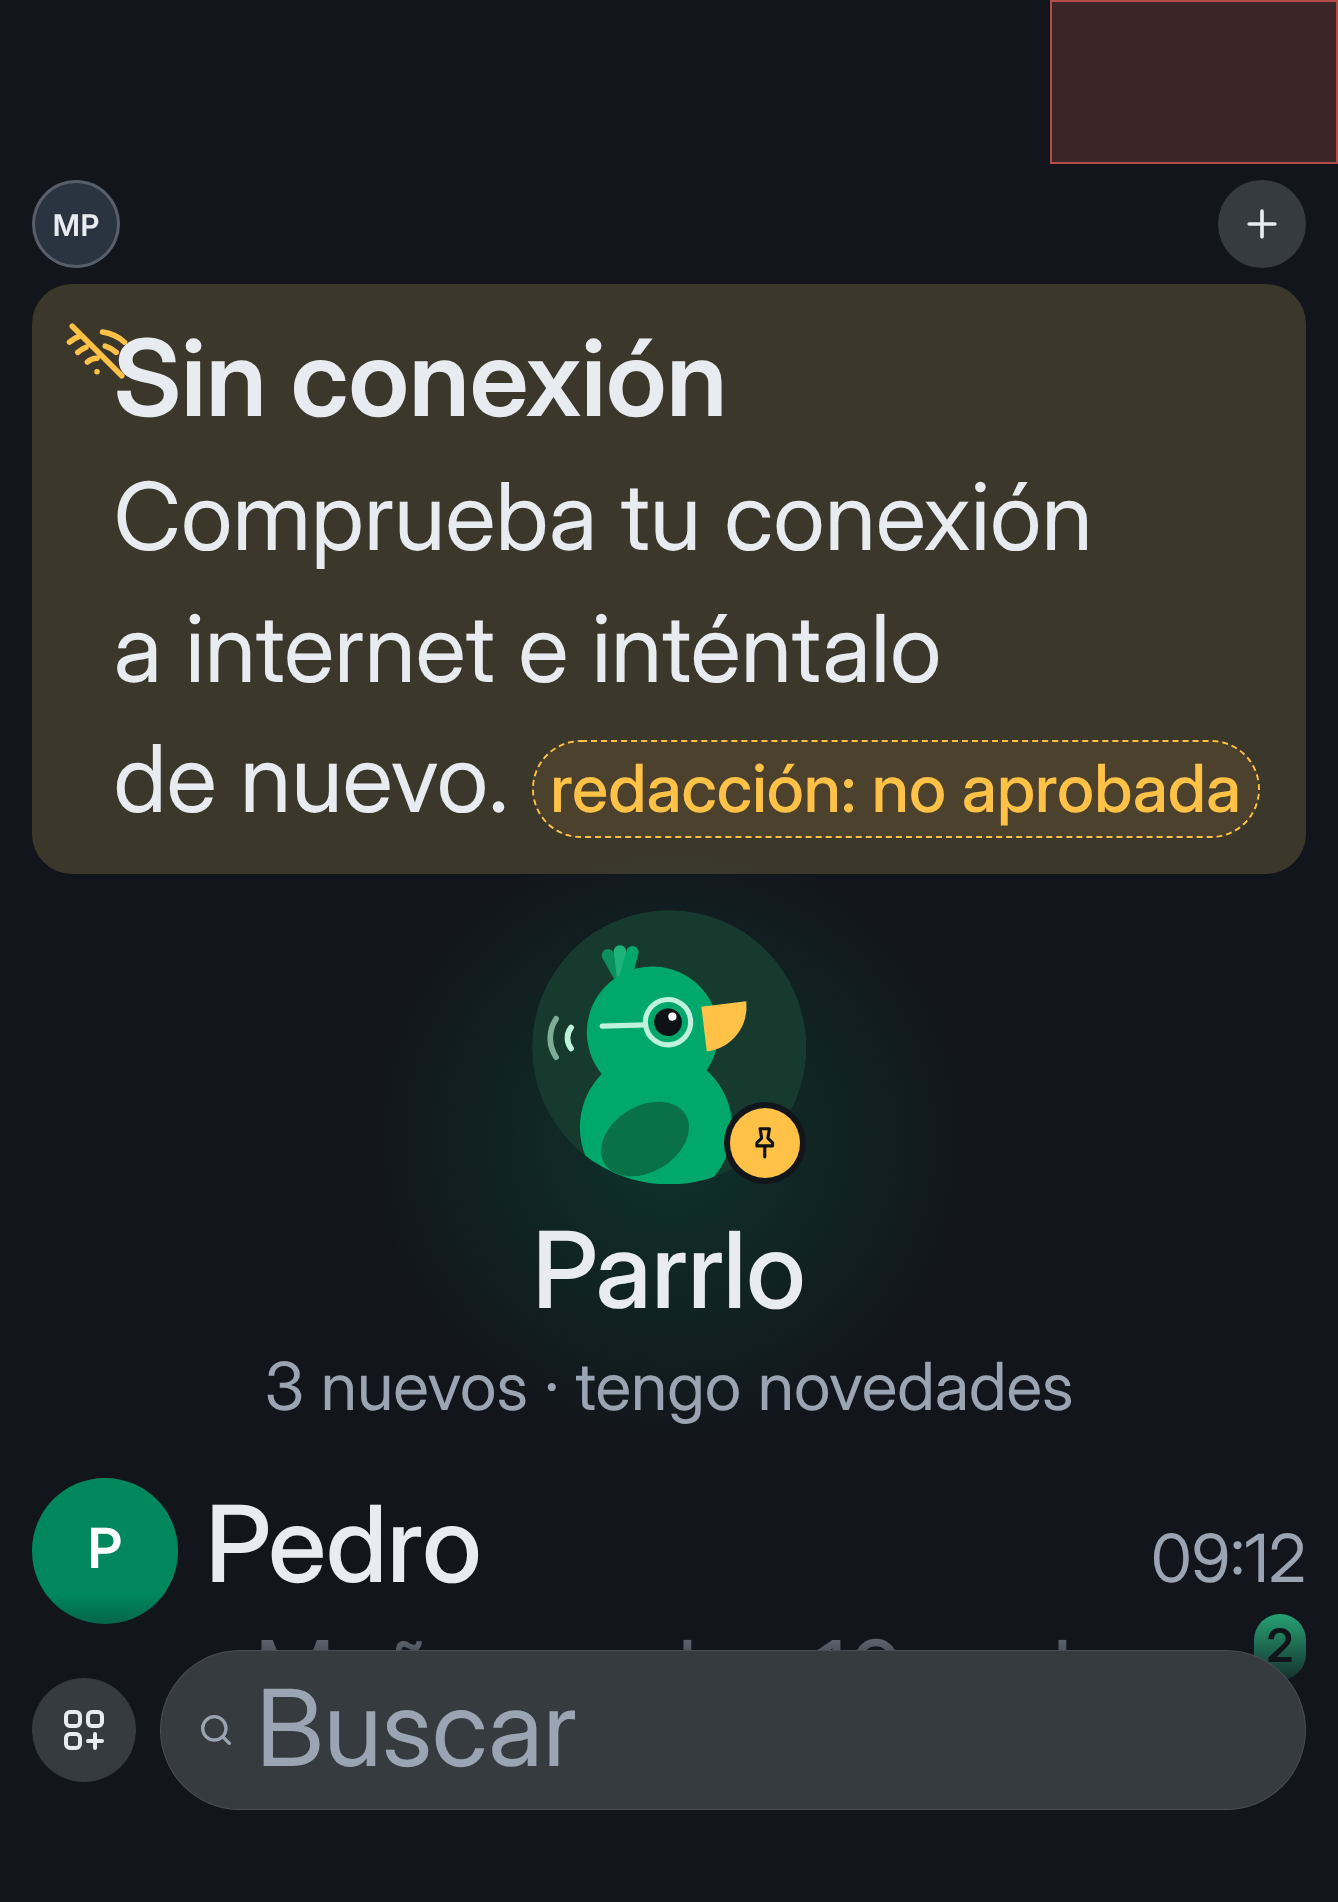 MP
Sin conexión
Comprueba tu conexión
a internet e inténtalo
de nuevo. redacción: no aprobada
Parrlo
3 nuevos · tengo novedades
P Pedro 09:12
2
Buscar